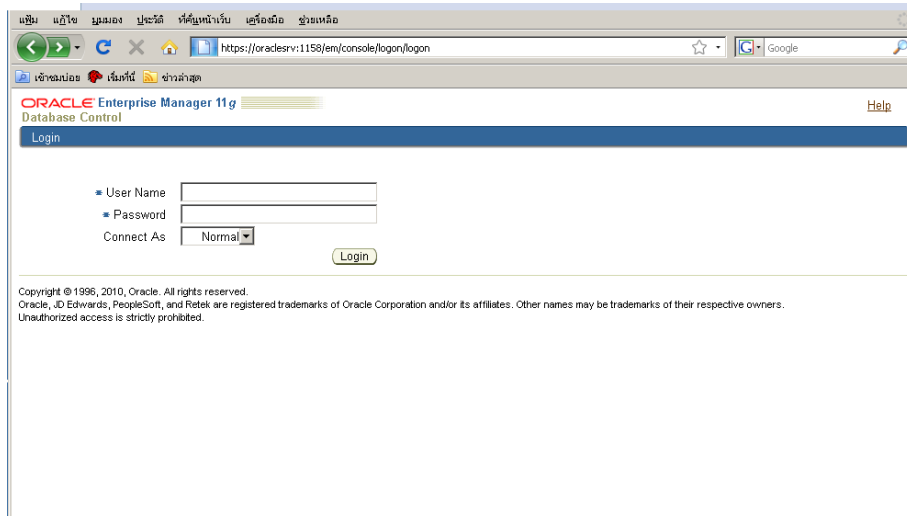 แฟ้ม แก้ไข มุมมอง ประวัติ ที่คั่นหน้าเว็บ เครื่องมือ ช่วยเหลือ
https://oraclesrv:1158/em/console/logon/logon
G Google
เข้าชมบ่อย เริ่มที่นี่ ข่าวล่าสุด
ORACLE Enterprise Manager 11g
Database Control
Help
Login
* User Name
* Password
Connect As Normal
Login
Copyright © 1996, 2010, Oracle. All rights reserved.
Oracle, JD Edwards, PeopleSoft, and Retek are registered trademarks of Oracle Corporation and/or its affiliates. Other names may be trademarks of their respective owners.
Unauthorized access is strictly prohibited.